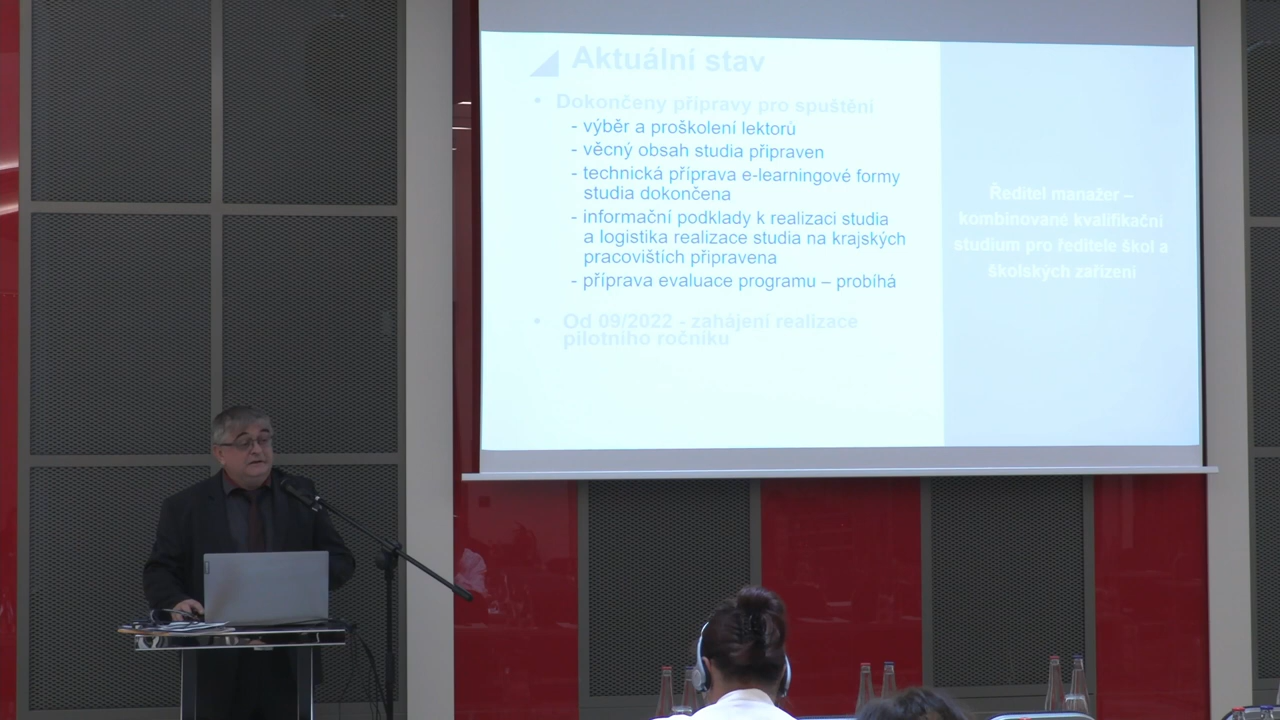 Aktuální stav
• Dokončeny přípravy pro spuštění
- výběr a proškolení lektorů
- věcný obsah studia připraven
- technická příprava e-learningové formy
studia dokončena
- informační podklady k realizaci studia
a logistika realizace studia na krajských
pracovištích připravena
- příprava evaluace programu – probíhá
• Od 09/2022 - zahájení realizace
pilotního ročníku
Ředitel manažer –
kombinované kvalifikační
studium pro ředitele škol a
školských zařízení